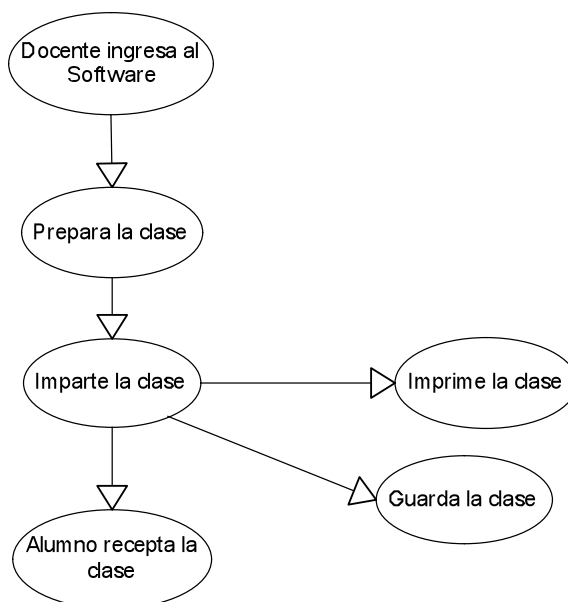 Docente ingresa al
Software
Prepara la clase
Imparte la clase
Imprime la clase
Guarda la clase
Alumno recepta la
clase